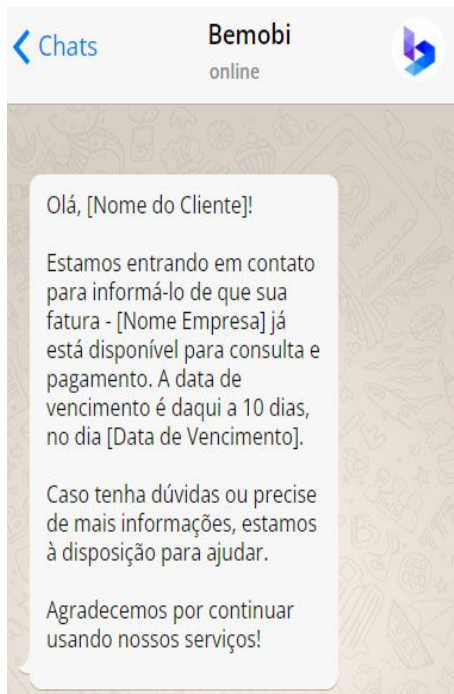 Chats
Bemobi
online
Olá, [Nome do Cliente]!
Estamos entrando em contato
para informá-lo de que sua
fatura - [Nome Empresa] já
está disponível para consulta e
pagamento. A data de
vencimento é daqui a 10 dias,
no dia [Data de Vencimento].
Caso tenha dúvidas ou precise
de mais informações, estamos
à disposição para ajudar.
Agradecemos por continuar
usando nossos serviços!